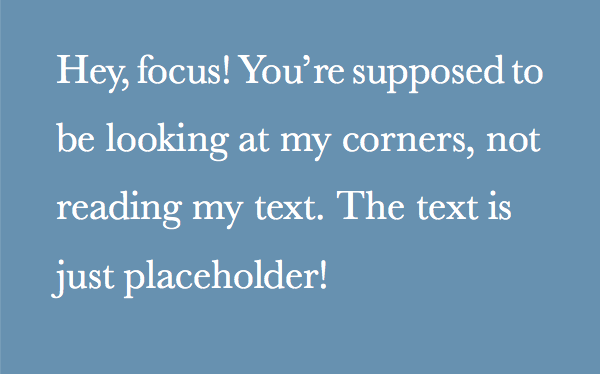 Hey, focus! You’re supposed to
be looking at my corners, not
reading my text. The text is
just placeholder!